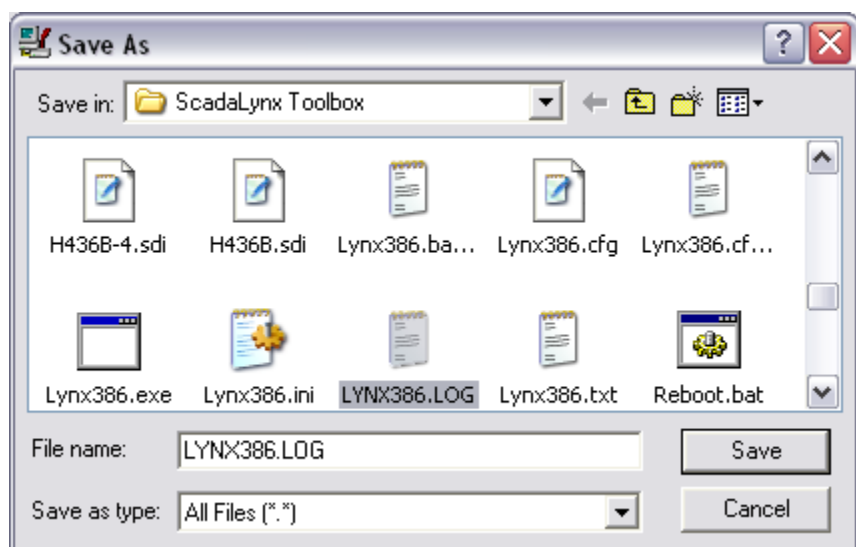 Save As
Save in: ScadaLynx Toolbox
H436B-4.sdi H436B.sdi Lynx386.ba... Lynx386.cfg Lynx386.cf...
Lynx386.exe Lynx386.ini LYNX386.LOG Lynx386.txt Reboot.bat
File name: LYNX386.LOG Save
Save as type: All Files (*.*) Cancel